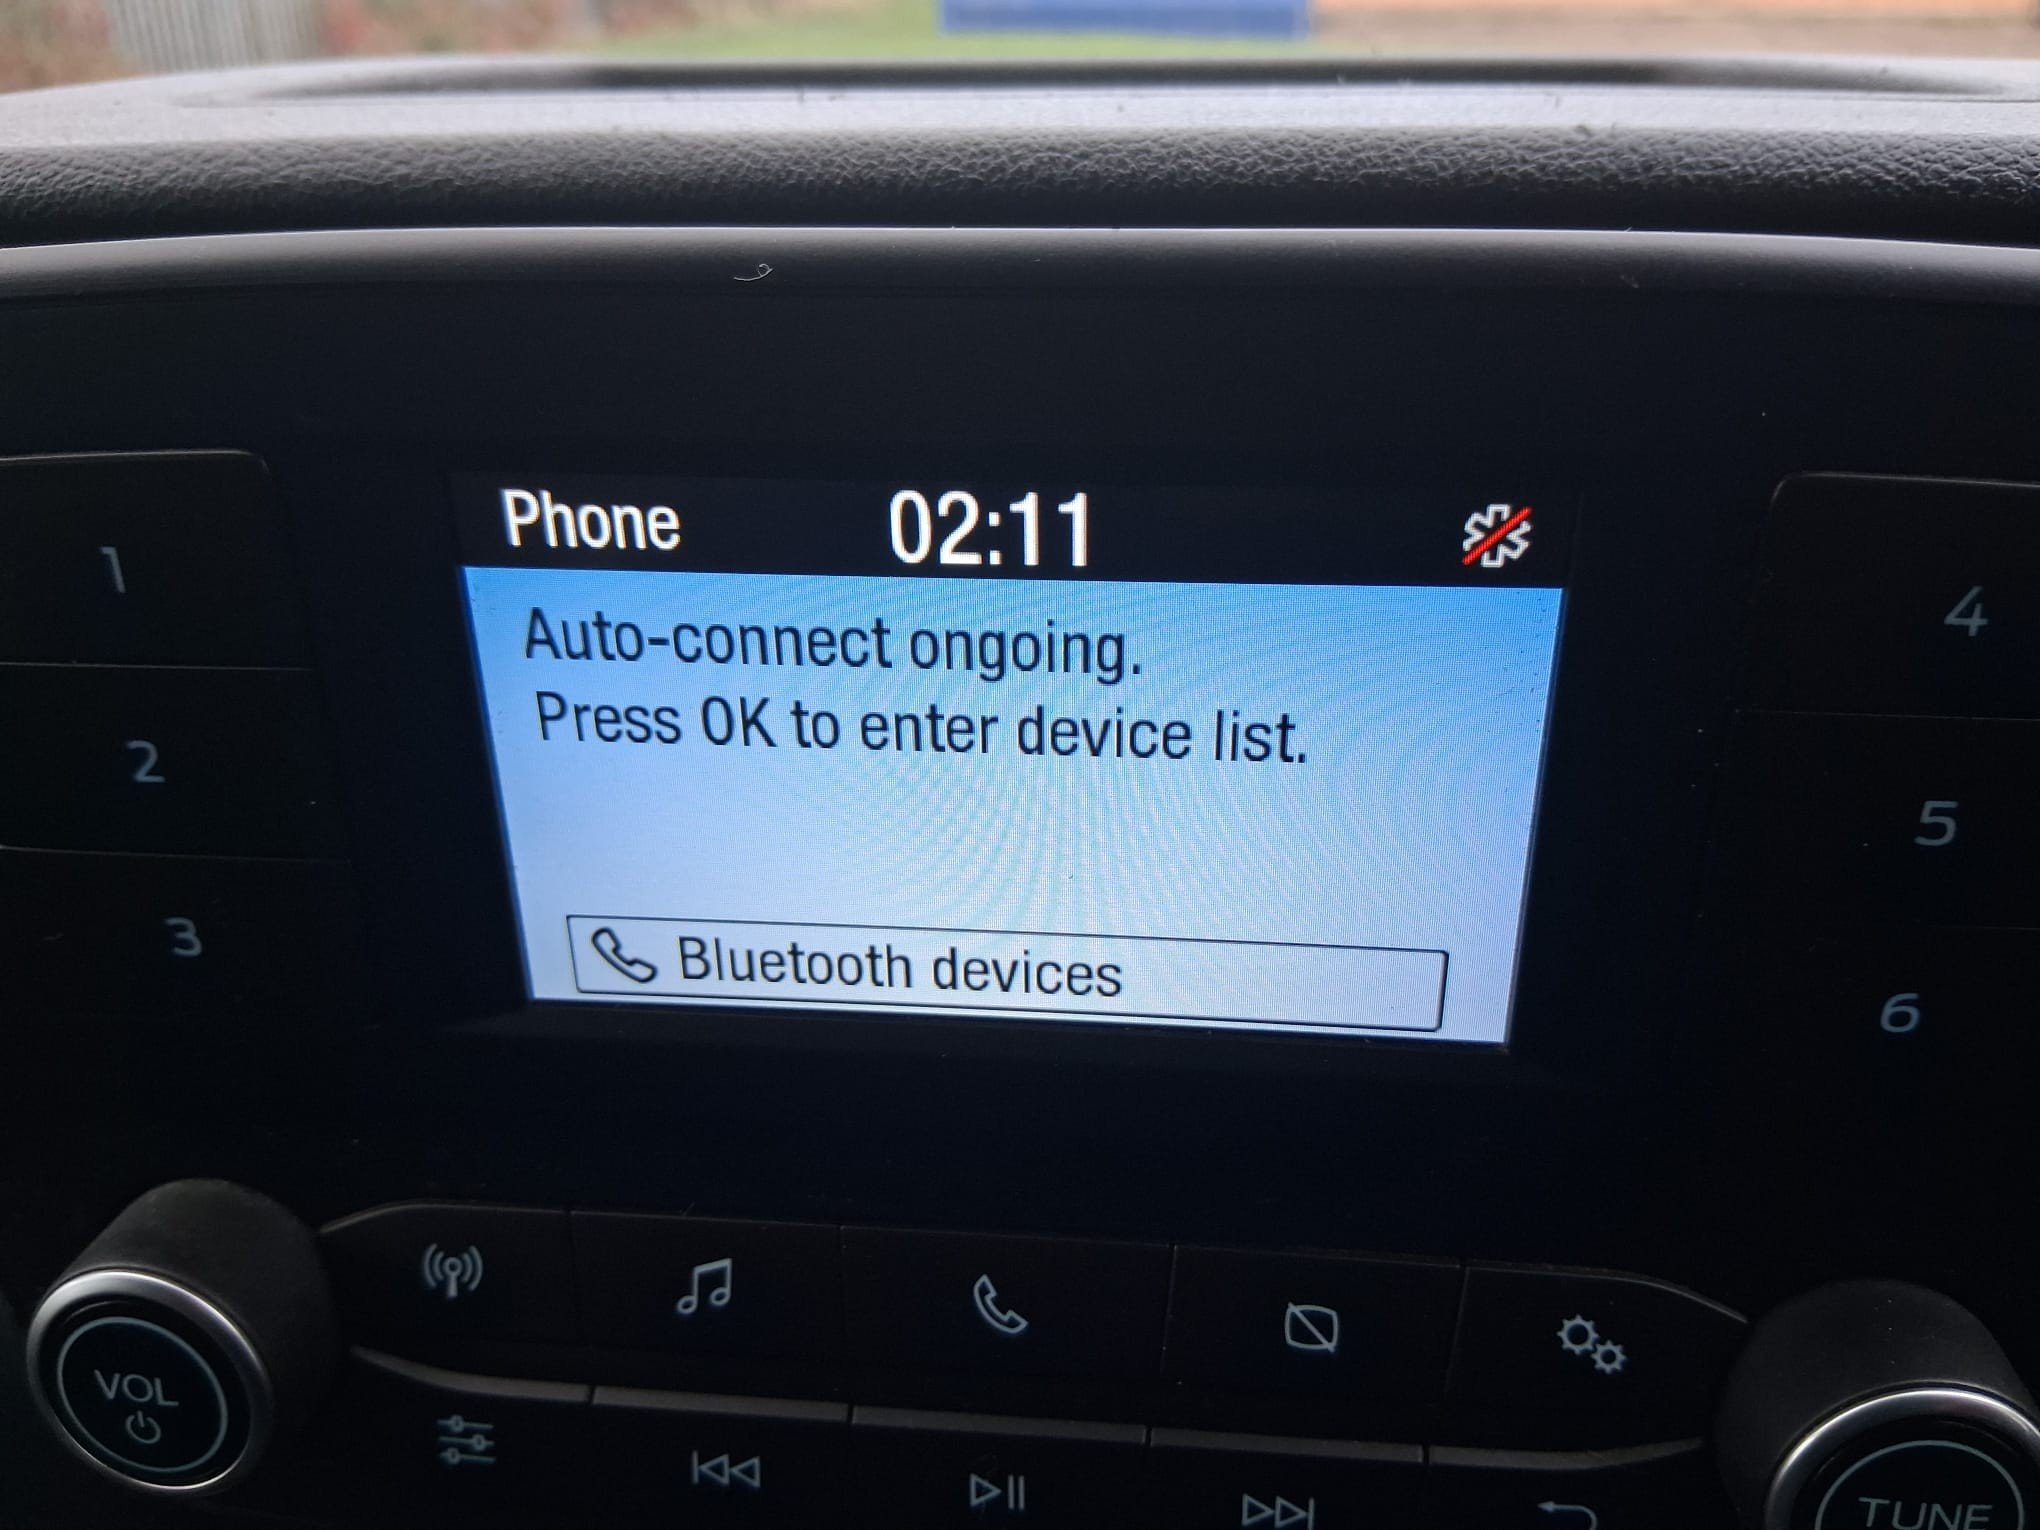 Phone 02:11
Auto-connect ongoing.
Press OK to enter device list.
Bluetooth devices
1
2
3
4
5
6
VOL
TUNE